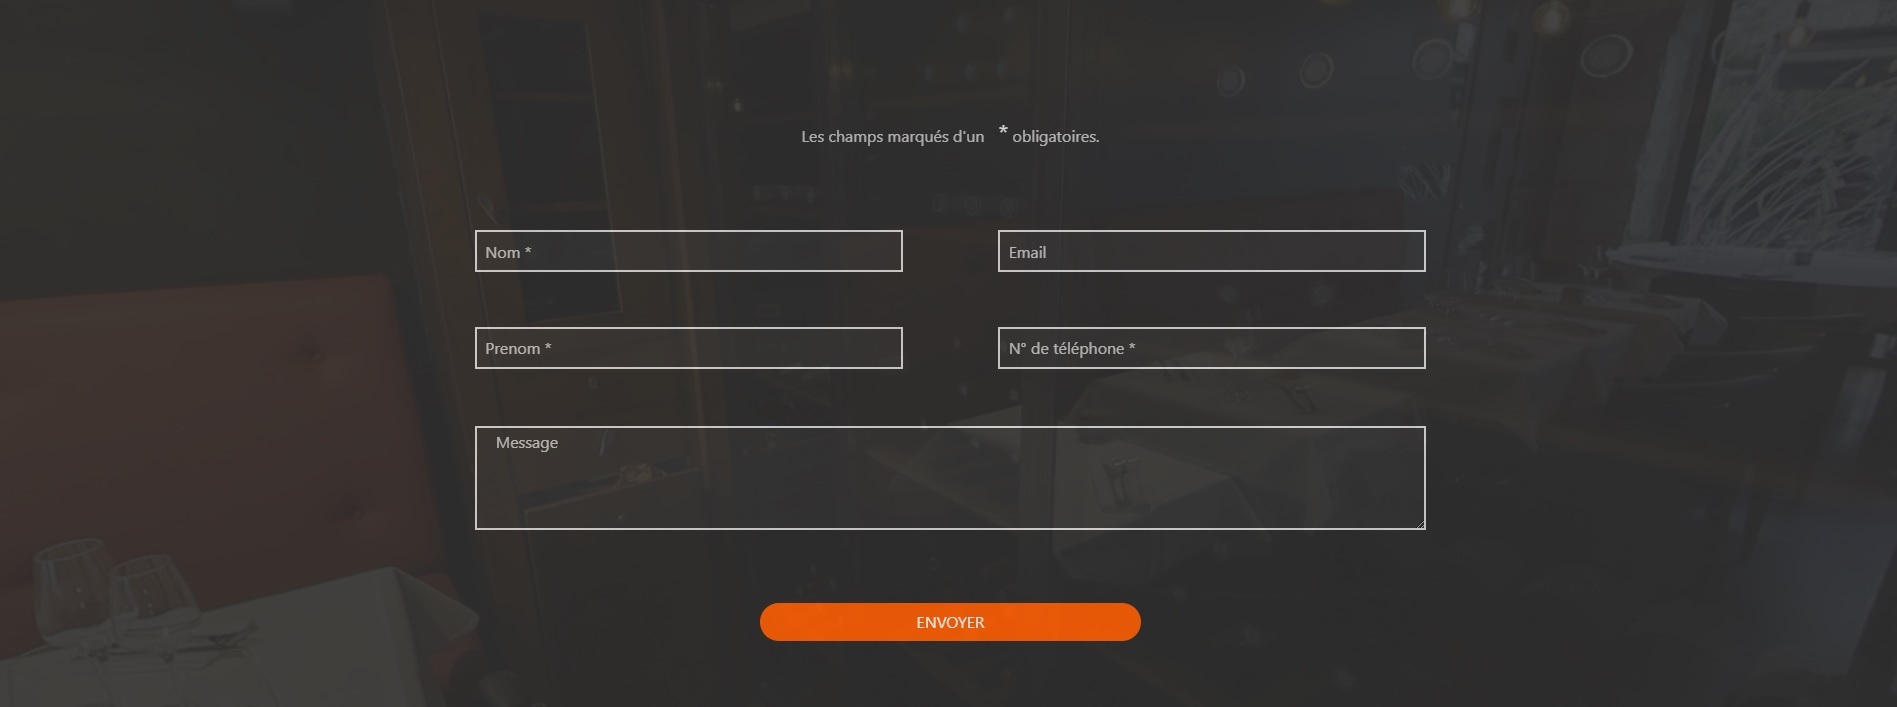 Les champs marqués d'un * obligatoires.
Nom *
Email
Prenom *
N° de téléphone *
Message
ENVOYER